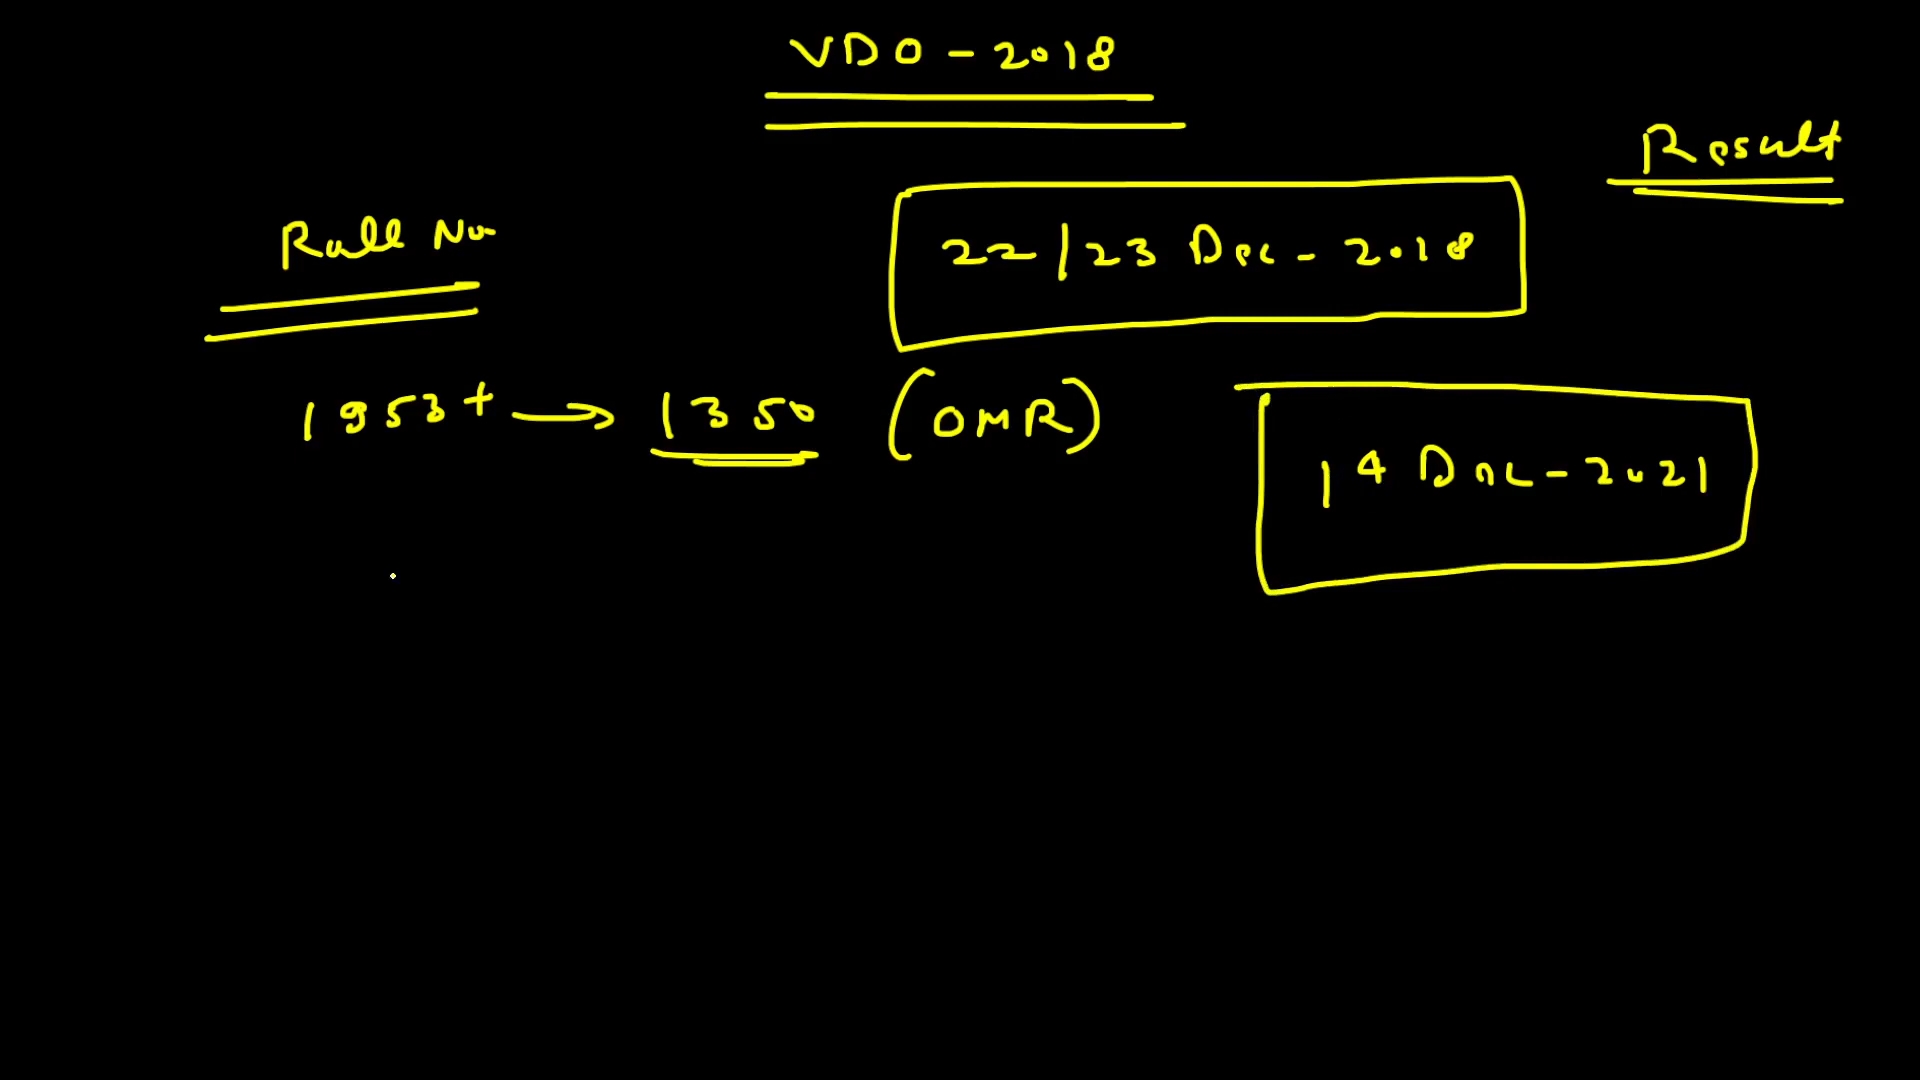 VDO - 2018
Result
Roll No
22/23 Dec - 2018
1953+ → 1350 (OMR)
14 Dec - 2021